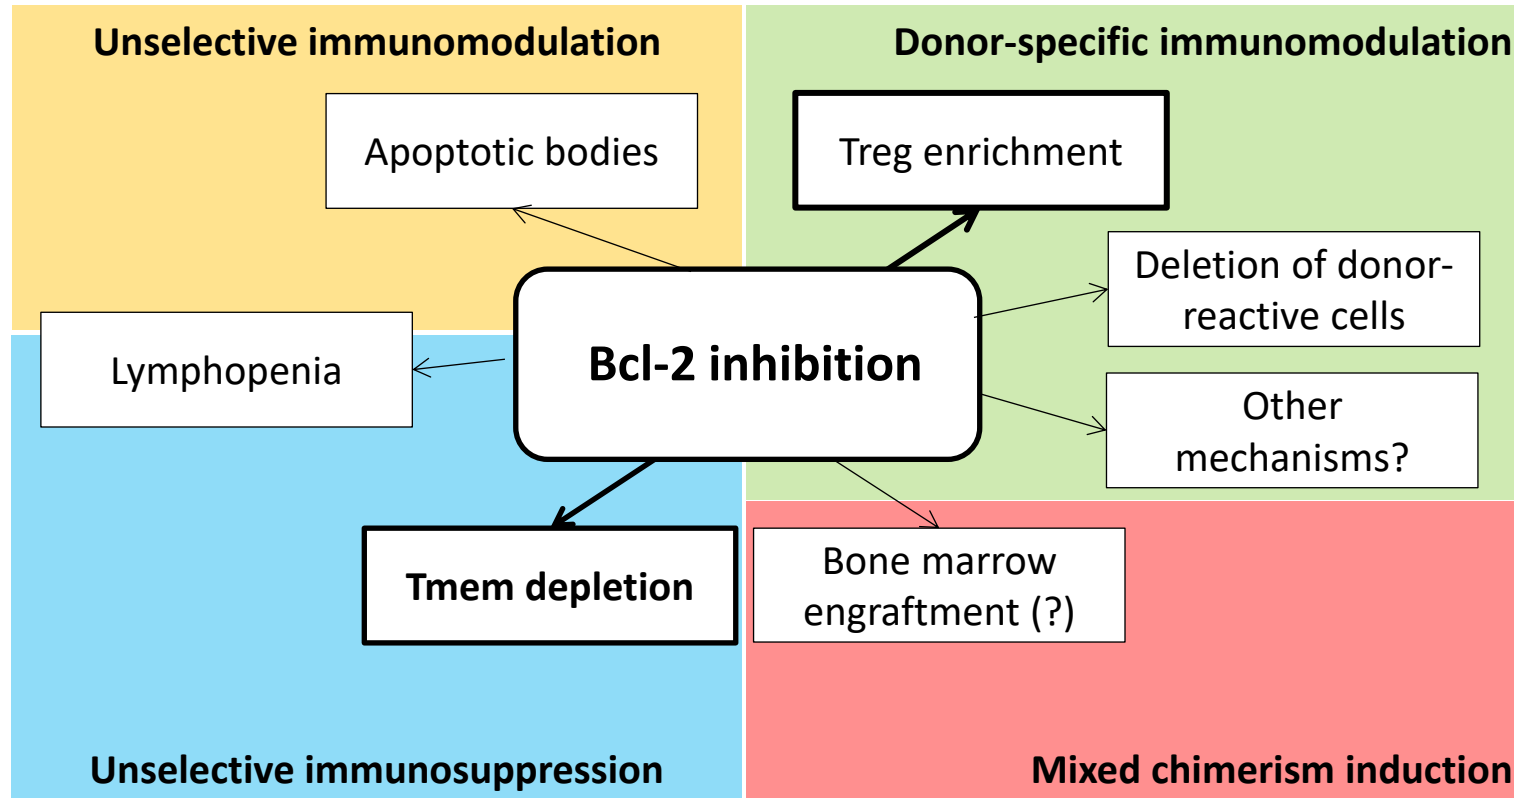 Unselective immunomodulation
Donor-specific immunomodulation
Apoptotic bodies
Treg enrichment
Deletion of donor-
reactive cells
Lymphopenia
Bcl-2 inhibition
Other
mechanisms?
Tmem depletion
Bone marrow
engraftment (?)
Unselective immunosuppression
Mixed chimerism induction